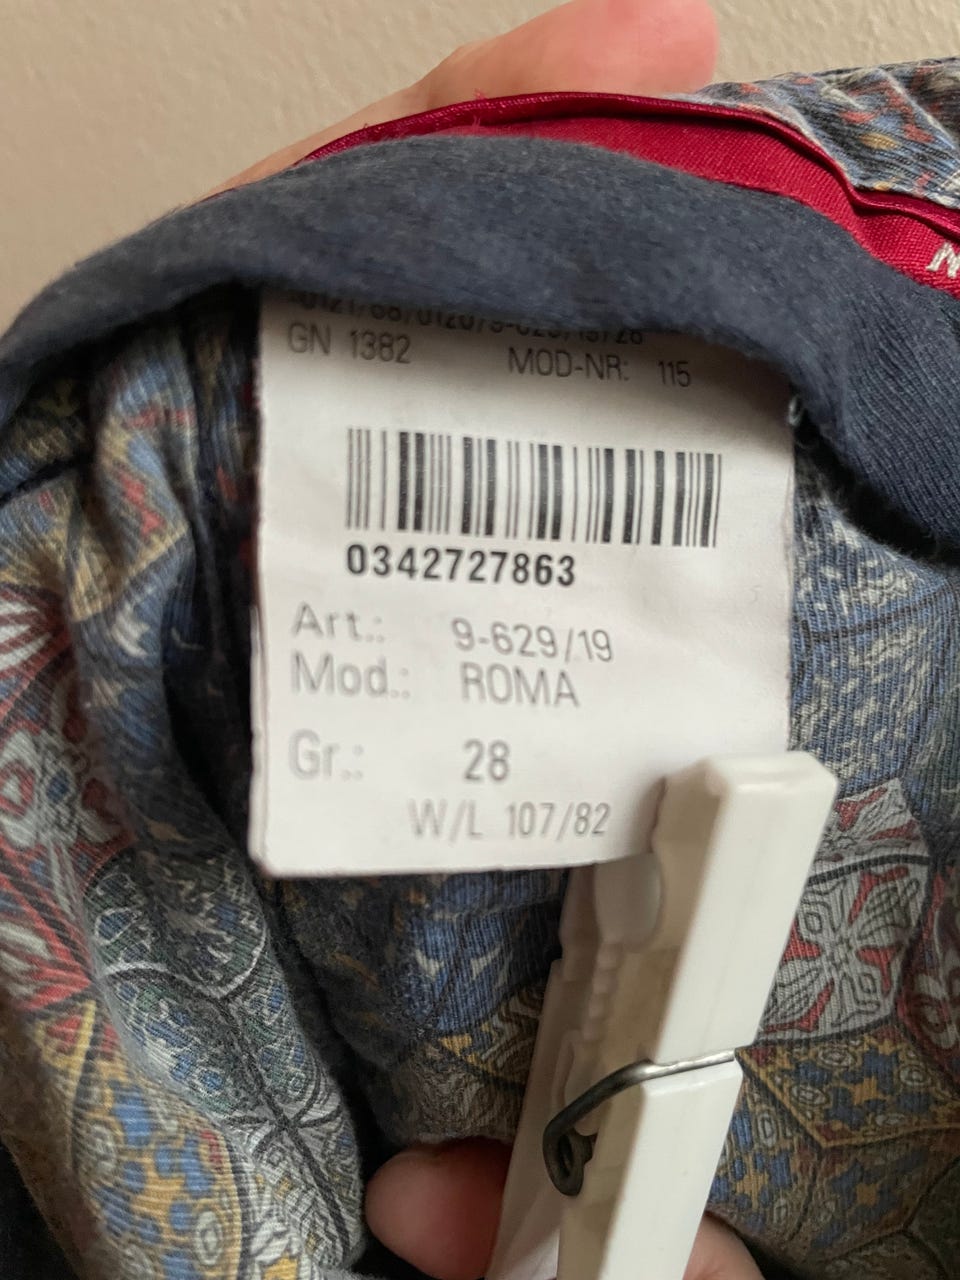 GN 1382 MOD-NR: 115
0342727863
Art.: 9-629/19
Mod.: ROMA
Gr.: 28
W/L 107/82